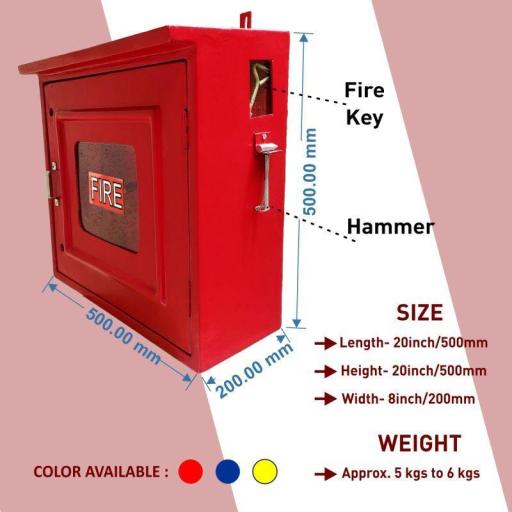 Fire
Key
500.00 mm
Hammer
FIRE
500.00 mm
200.00 mm
SIZE
Length- 20inch/500mm
Height- 20inch/500mm
Width- 8inch/200mm
WEIGHT
Approx. 5 kgs to 6 kgs
COLOR AVAILABLE :